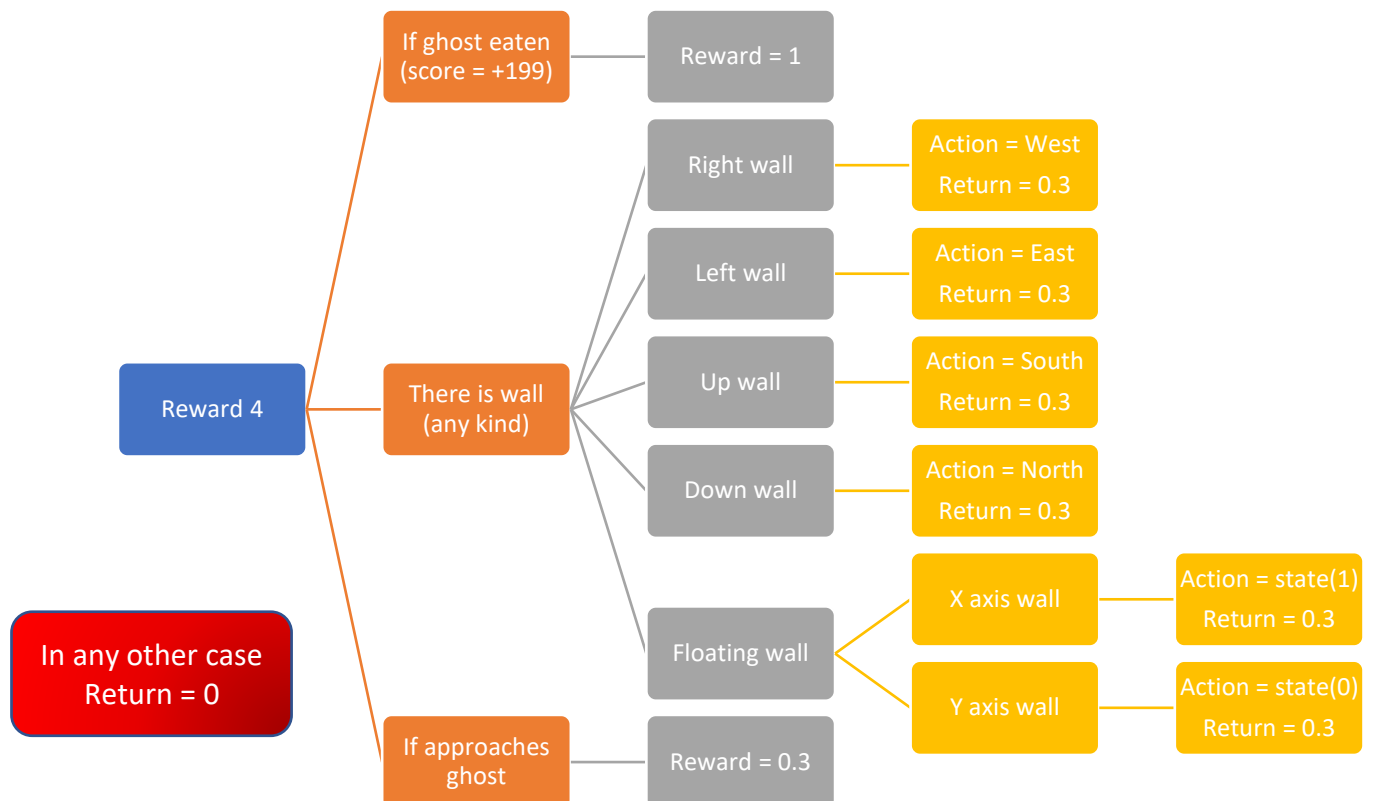 If ghost eaten
(score = +199)
Reward = 1
Right wall
Action = West
Return = 0.3
Left wall
Action = East
Return = 0.3
Reward 4
There is wall
(any kind)
Up wall
Action = South
Return = 0.3
Down wall
Action = North
Return = 0.3
Floating wall
X axis wall
Action = state(1)
Return = 0.3
Y axis wall
Action = state(0)
Return = 0.3
In any other case
Return = 0
If approaches
ghost
Reward = 0.3